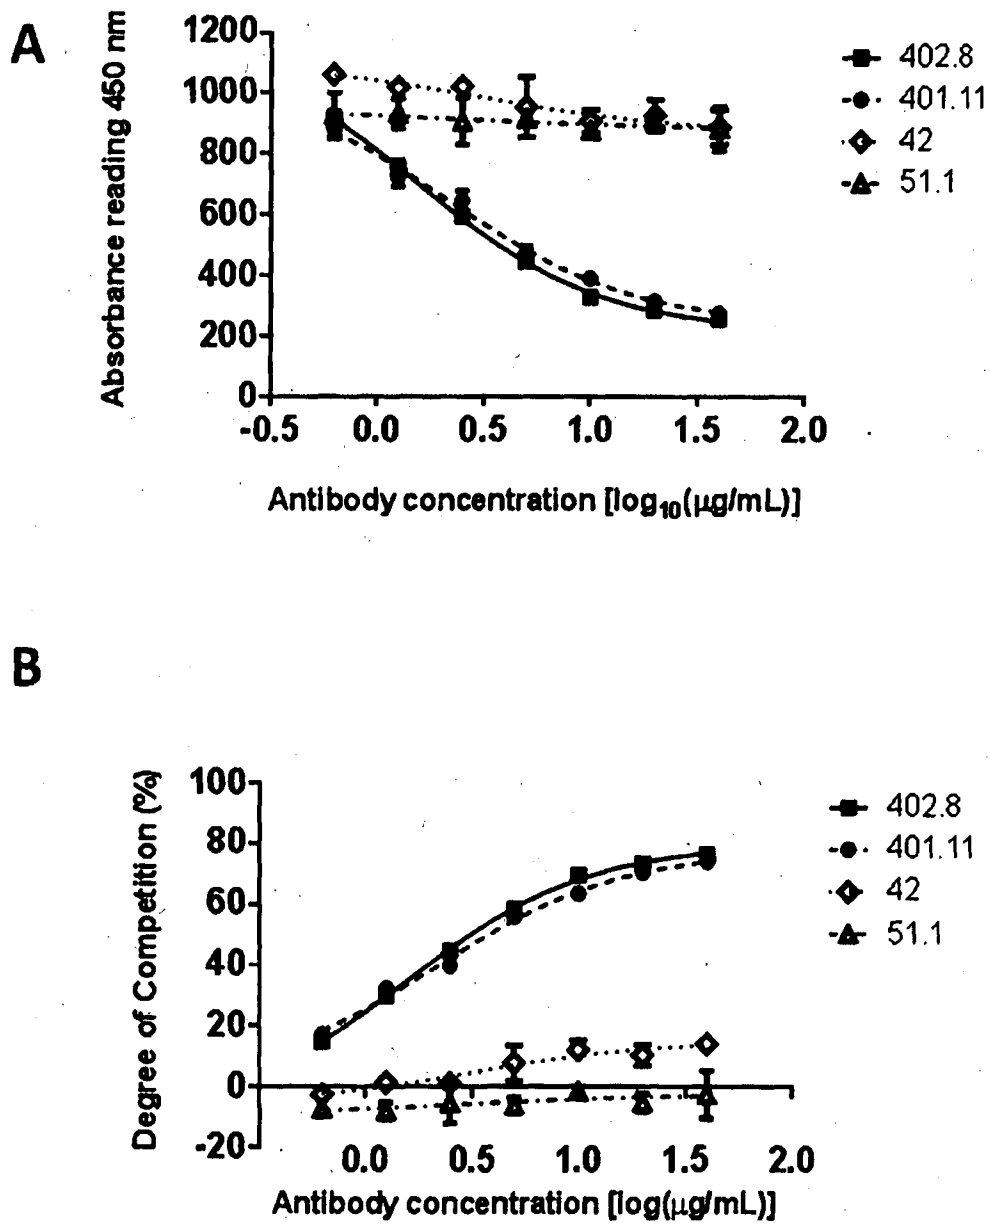 A
Absorbance reading 450 nm
1200
1000
800
600
400
200
0
-0.5 0.0 0.5 1.0 1.5 2.0
Antibody concentration [log10(µg/mL)]
402.8
401.11
42
51.1
B
Degree of Competition (%)
100
80
60
40
20
0
-20
0.0 0.5 1.0 1.5 2.0
Antibody concentration [log(µg/mL)]
402.8
401.11
42
51.1